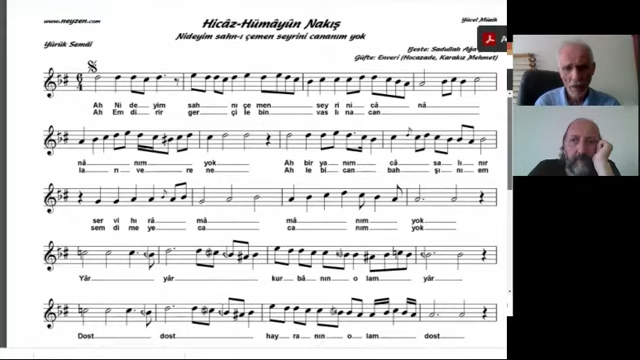 www.neyzen.com
Hicâz-Hümâyûn Nakış
Yücel Müzik
Nideyim sahn-ı çemen seyrini cananım yok
Yürük Semâî
Beste: Sadullah Ağa
Güfte: Enveri (Hocazade, Karakız Mehmet)
Ah Ni de yim sah nı çe men sey ri ni câ nâ
Ah Em di rir ger çi le bin vas li na can
nâ nım yok Ah bir ya nım câ sa lı nır
la rı ve re ne Ah le bi can bah şı nı em
ser vi hı râ mâ mâ nım yok
sem di me ye ca ca nım yok
Yâr yâr kur bâ nın o lam yâr
Dost dost hay ra nın o lam dost